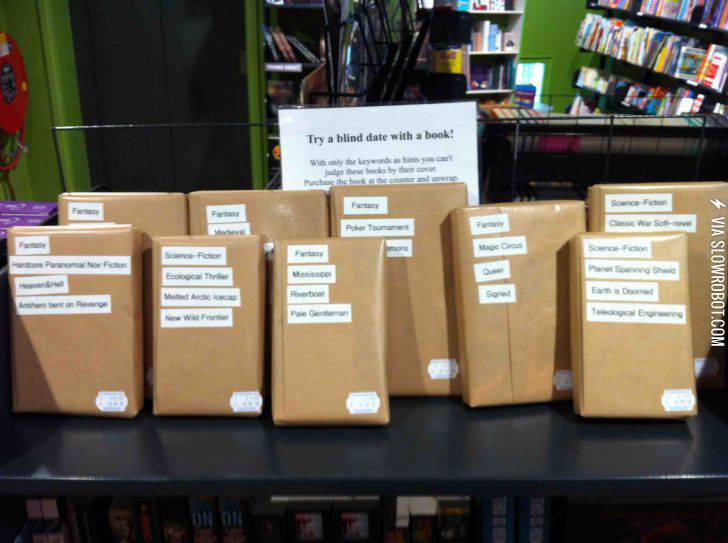 Try a blind date with a book!
With only the keywords as hints you can't
judge these books by their cover.
Purchase the book at the counter and unwrap.
YOUNG ADULT
Fantasy
Fantasy
Medieval
Fantasy
Poker Tournament
Science-Fiction
Classic War Scifi-novel
Fantasy
Hardcore Paranormal Noir Fiction
Heaven&Hell
Antihero bent on Revenge
Science-Fiction
Ecological Thriller
Melted Arctic Icecap
New Wild Frontier
Fantasy
Mississippi
Riverboat
Pale Gentleman
Fantasy
Magic Circus
Queer
Signed
Science-Fiction
Planet Spanning Shield
Earth is Doomed
Teleological Engineering
VIA SLOWROBOT.COM
ON ON